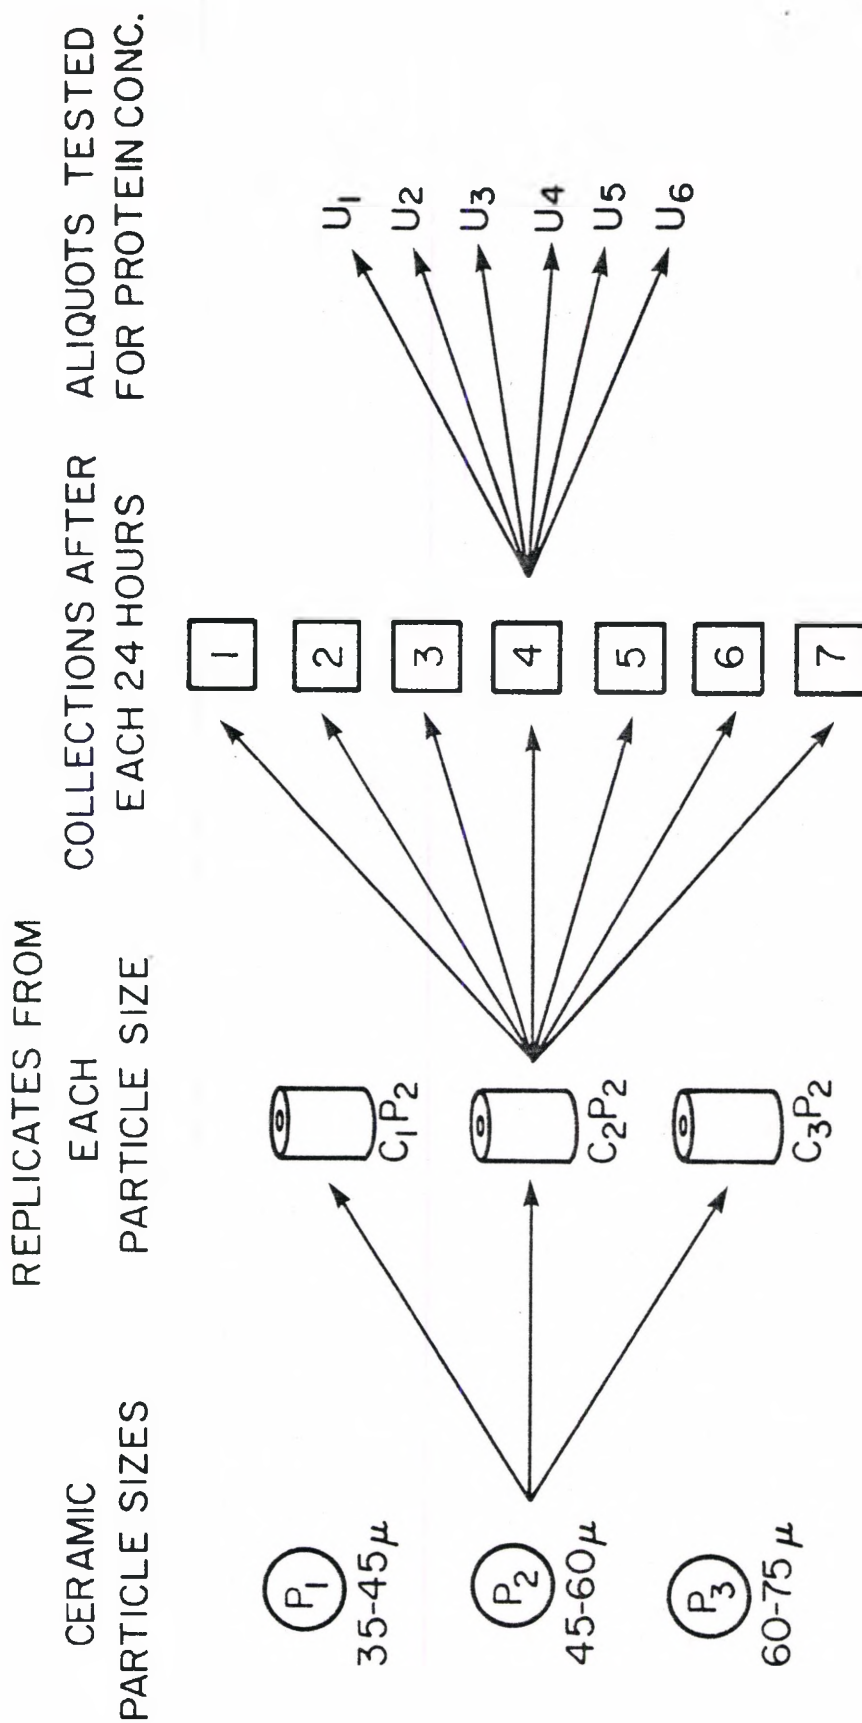 CERAMIC
PARTICLE SIZES
REPLICATES FROM
EACH
PARTICLE SIZE
COLLECTIONS AFTER
EACH 24 HOURS
ALIQUOTS TESTED
FOR PROTEIN CONC.
P₁
35-45μ
P₂
45-60μ
P₃
60-75μ
C₁P₂
C₂P₂
C₃P₂
1
2
3
4
5
6
7
U₁
U₂
U₃
U₄
U₅
U₆